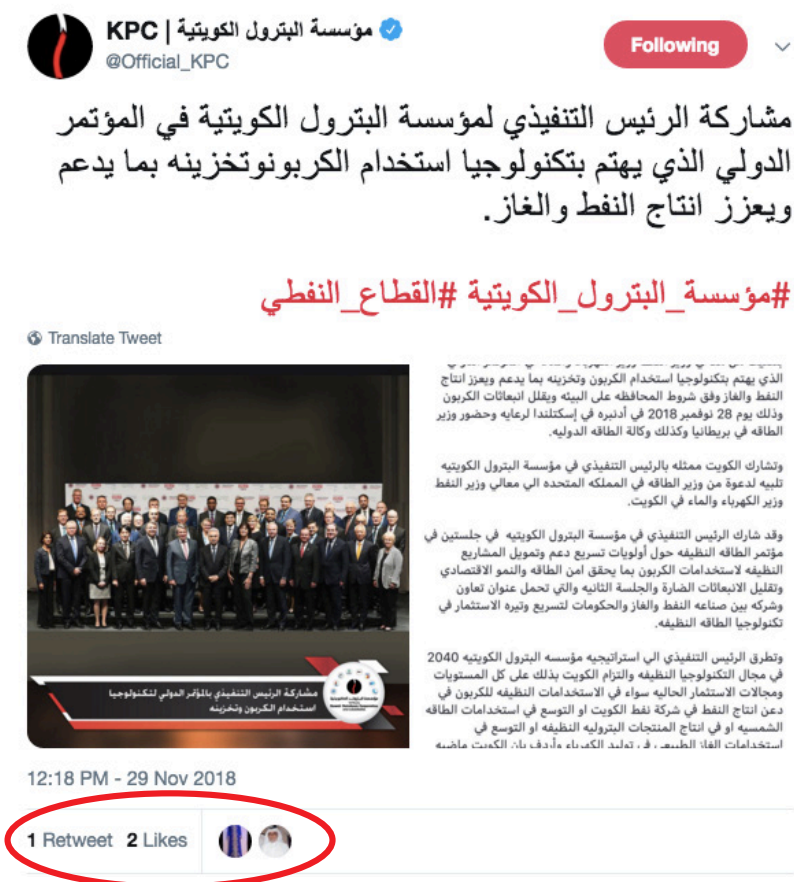 مؤسسة البترول الكويتية | KPC
@Official_KPC
Following
مشاركة الرئيس التنفيذي لمؤسسة البترول الكويتية في المؤتمر
الدولي الذي يهتم بتكنولوجيا استخدام الكربونوتخزينه بما يدعم
ويعزز انتاج النفط والغاز.
#مؤسسة_البترول_الكويتية #القطاع_النفطي
Translate Tweet
الذي يهتم بتكنولوجيا استخدام الكربون وتخزينه بما يدعم ويعزز انتاج
النفط والغاز وفق شروط المحافظه على البيئه ويقلل انبعاثات الكربون
وذلك يوم 28 نوفمبر 2018 في أدنبره في إسكتلندا لرعايه وحضور وزير
الطاقه في بريطانيا وكذلك وكالة الطاقه الدوليه.
وتشارك الكويت ممثله بالرئيس التنفيذي في مؤسسة البترول الكويتيه
تلبيه لدعوة من وزير الطاقه في المملكه المتحده الي معالي وزير النفط
وزير الكهرباء والماء في الكويت.
وقد شارك الرئيس التنفيذي في مؤسسة البترول الكويتيه في جلستين في
مؤتمر الطاقه النظيفه حول أولويات تسريع دعم وتمويل المشاريع
النظيفه لاستخدامات الكربون بما يحقق امن الطاقه والنمو الاقتصادي
وتقليل الانبعاثات الضارة والجلسة الثانيه والتي تحمل عنوان تعاون
وشركه بين صناعه النفط والغاز والحكومات لتسريع وتيره الاستثمار في
تكنولوجيا الطاقه النظيفه.
وتطرق الرئيس التنفيذي الي استراتيجيه مؤسسه البترول الكويتيه 2040
في مجال التكنولوجيا النظيفه والتزام الكويت بذلك على كل المستويات
ومجالات الاستثمار الحاليه سواء في الاستخدامات النظيفه للكربون في
دعن انتاج النفط في شركة نفط الكويت او التوسع في استخدامات الطاقه
الشمسيه او في انتاج المنتجات البتروليه النظيفه او التوسع في
استخدامات الغاز الطبيعي في توليد الكهرباء وأردف بان الكويت ماضيه
مشاركة الرئيس التنفيذي بالمؤتمر الدولي لتكنولوجيا
استخدام الكربون وتخزينه
12:18 PM - 29 Nov 2018
1 Retweet 2 Likes